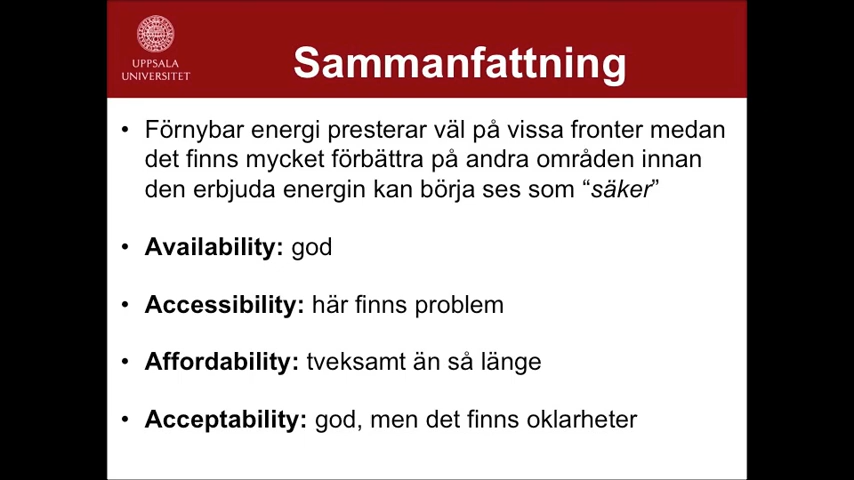 UPPSALA
UNIVERSITET
Sammanfattning
• Förnybar energi presterar väl på vissa fronter medan
det finns mycket förbättra på andra områden innan
den erbjuda energin kan börja ses som “säker”
• Availability: god
• Accessibility: här finns problem
• Affordability: tveksamt än så länge
• Acceptability: god, men det finns oklarheter